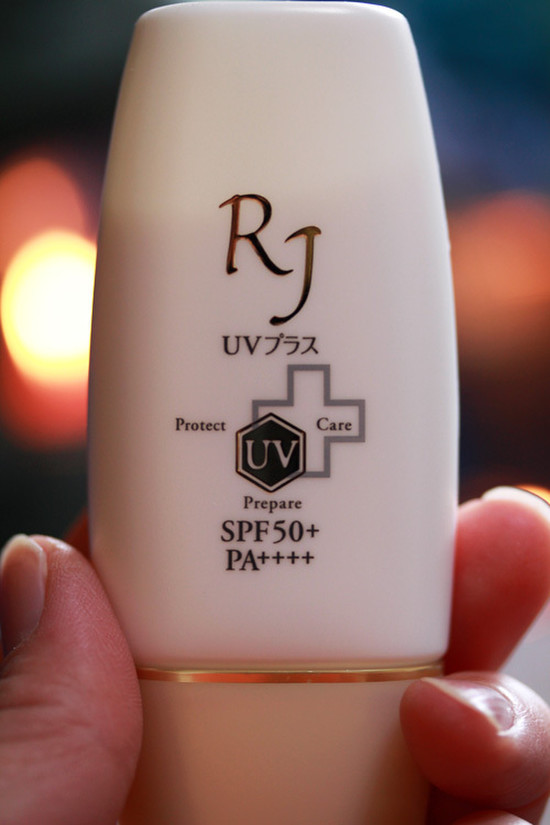 RJ
UVプラス
Protect Care
UV
Prepare
SPF50+
PA++++